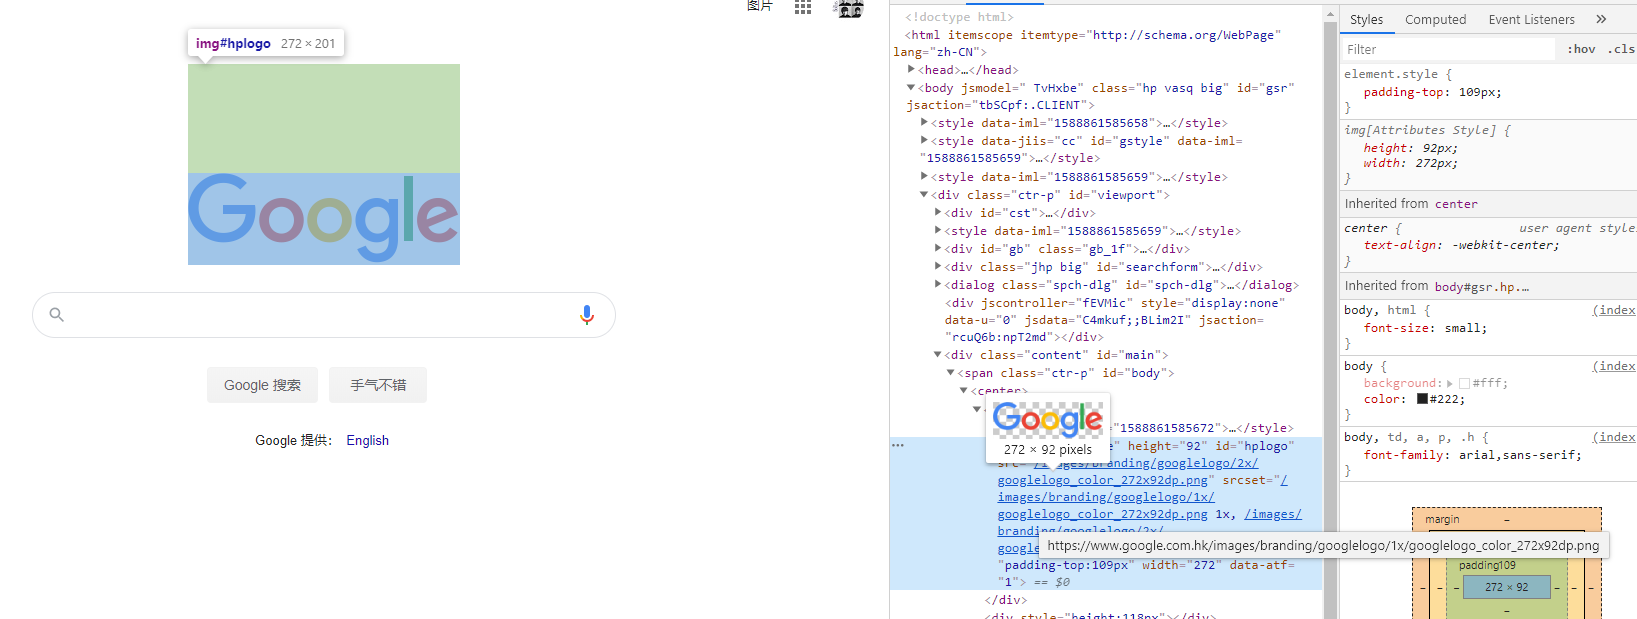 图片
img#hplogo 272 × 201
Google
Google 搜索
手气不错
Google 提供： English
<!doctype html>
<html itemscope itemtype="http://schema.org/WebPage"
lang="zh-CN">
<head>…</head>
<body jsmodel=" TvHxbe" class="hp vasq big" id="gsr"
jsaction="tbSCpf:.CLIENT">
<style data-iml="1588861585658">…</style>
<style data-jiis="cc" id="gstyle" data-iml=
"1588861585659">…</style>
<style data-iml="1588861585659">…</style>
<div class="ctr-p" id="viewport">
<div id="cst">…</div>
<style data-iml="1588861585659">…</style>
<div id="gb" class="gb_1f">…</div>
<div class="jhp big" id="searchform">…</div>
<dialog class="spch-dlg" id="spch-dlg">…</dialog>
<div jscontroller="fEVMic" style="display:none"
data-u="0" jsdata="C4mkuf;;BLim2I" jsaction=
"rcuQ6b:npT2md"></div>
<div class="content" id="main">
<span class="ctr-p" id="body">
<center>
Google
272 × 92 pixels
"1588861585672">…</style>
height="92" id="hplogo"
src="/images/branding/googlelogo/2x/
googlelogo_color_272x92dp.png" srcset="/
images/branding/googlelogo/1x/
googlelogo_color_272x92dp.png 1x, /images/
branding/googlelogo/2x/
https://www.google.com.hk/images/branding/googlelogo/1x/googlelogo_color_272x92dp.png
"padding-top:109px" width="272" data-atf=
"1"> == $0
</div>
<div style="height:118px"></div>
Styles Computed Event Listeners »
Filter :hov .cls
element.style {
padding-top: 109px;
}
img[Attributes Style] {
height: 92px;
width: 272px;
}
Inherited from center
center { user agent style
text-align: -webkit-center;
}
Inherited from body#gsr.hp.…
body, html { (index
font-size: small;
}
body { (index
background: #fff;
color: #222;
}
body, td, a, p, .h { (index
font-family: arial,sans-serif;
}
margin –
padding109
– – – 272 × 92 – – –
–